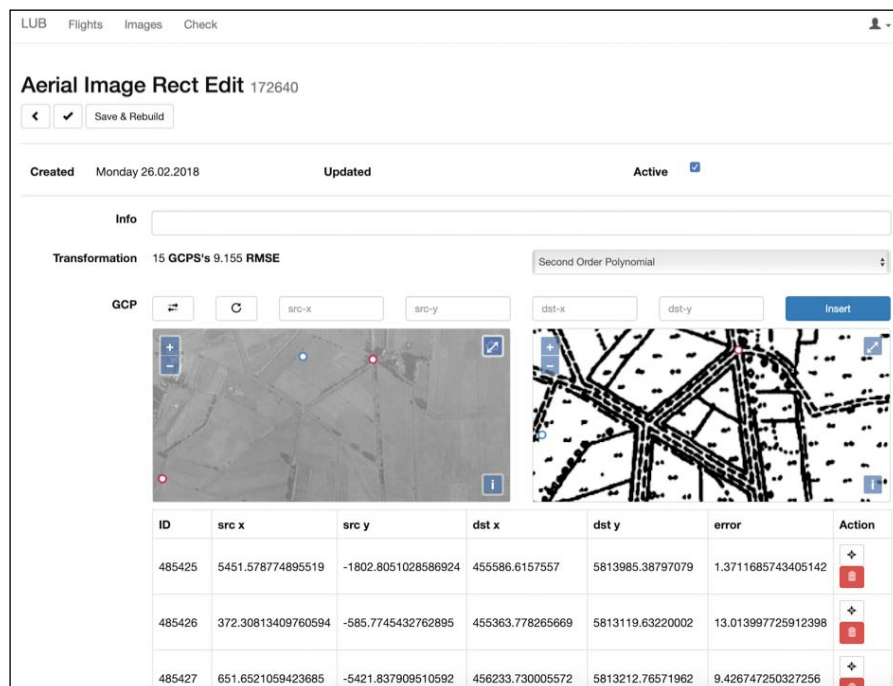 LUB Flights Images Check
Aerial Image Rect Edit 172640
Save & Rebuild
Created Monday 26.02.2018 Updated Active
Info
Transformation 15 GCPS's 9.155 RMSE Second Order Polynomial
GCP src-x src-y dst-x dst-y Insert
+ +
− −
i i
ID src x src y dst x dst y error Action
485425 5451.578774895519 -1802.8051028586924 455586.6157557 5813985.38797079 1.3711685743405142
485426 372.30813409760594 -585.7745432762895 455363.778265669 5813119.63220002 13.013997725912398
485427 651.6521059423685 -5421.837909510592 456233.730005572 5813212.76571962 9.426747250327256